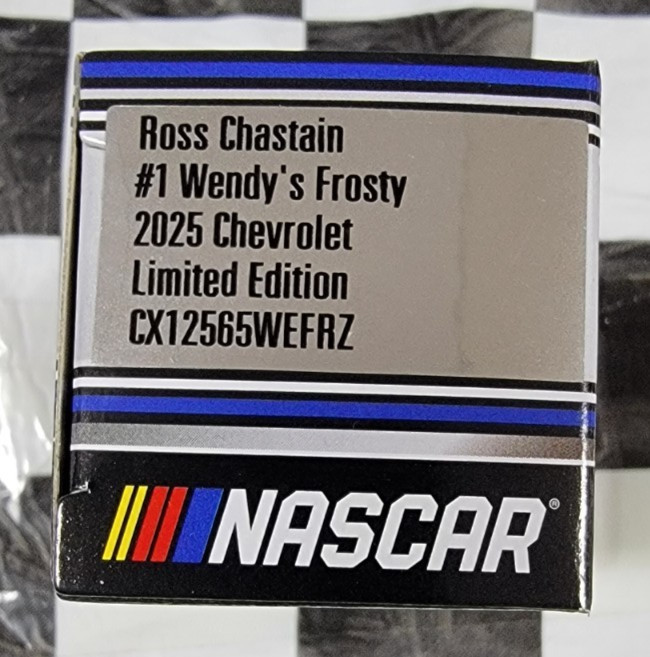 Ross Chastain
#1 Wendy's Frosty
2025 Chevrolet
Limited Edition
CX12565WEFRZ
NASCAR®